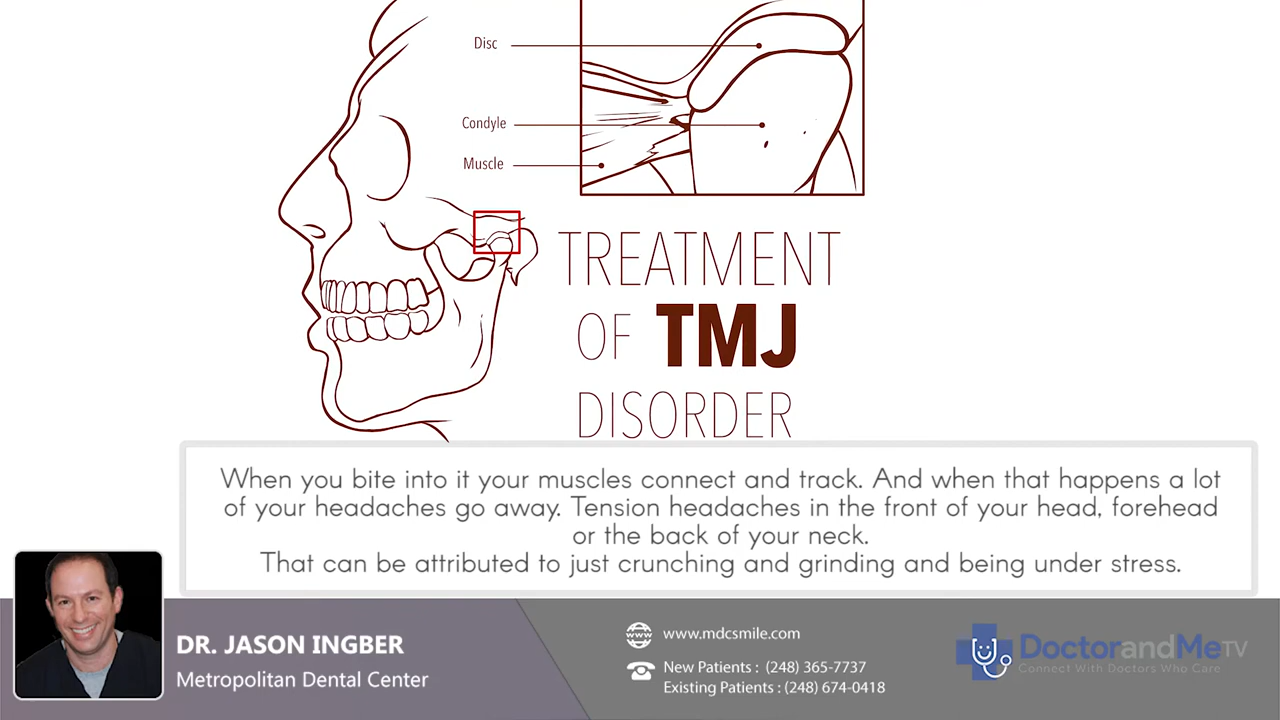 Disc
Condyle
Muscle
TREATMENT
OF TMJ
DISORDER
When you bite into it your muscles connect and track. And when that happens a lot
of your headaches go away. Tension headaches in the front of your head, forehead
or the back of your neck.
That can be attributed to just crunching and grinding and being under stress.
DR. JASON INGBER
Metropolitan Dental Center
www
www.mdcsmile.com
New Patients : (248) 365-7737
Existing Patients : (248) 674-0418
DoctorandMeTV
Connect With Doctors Who Care